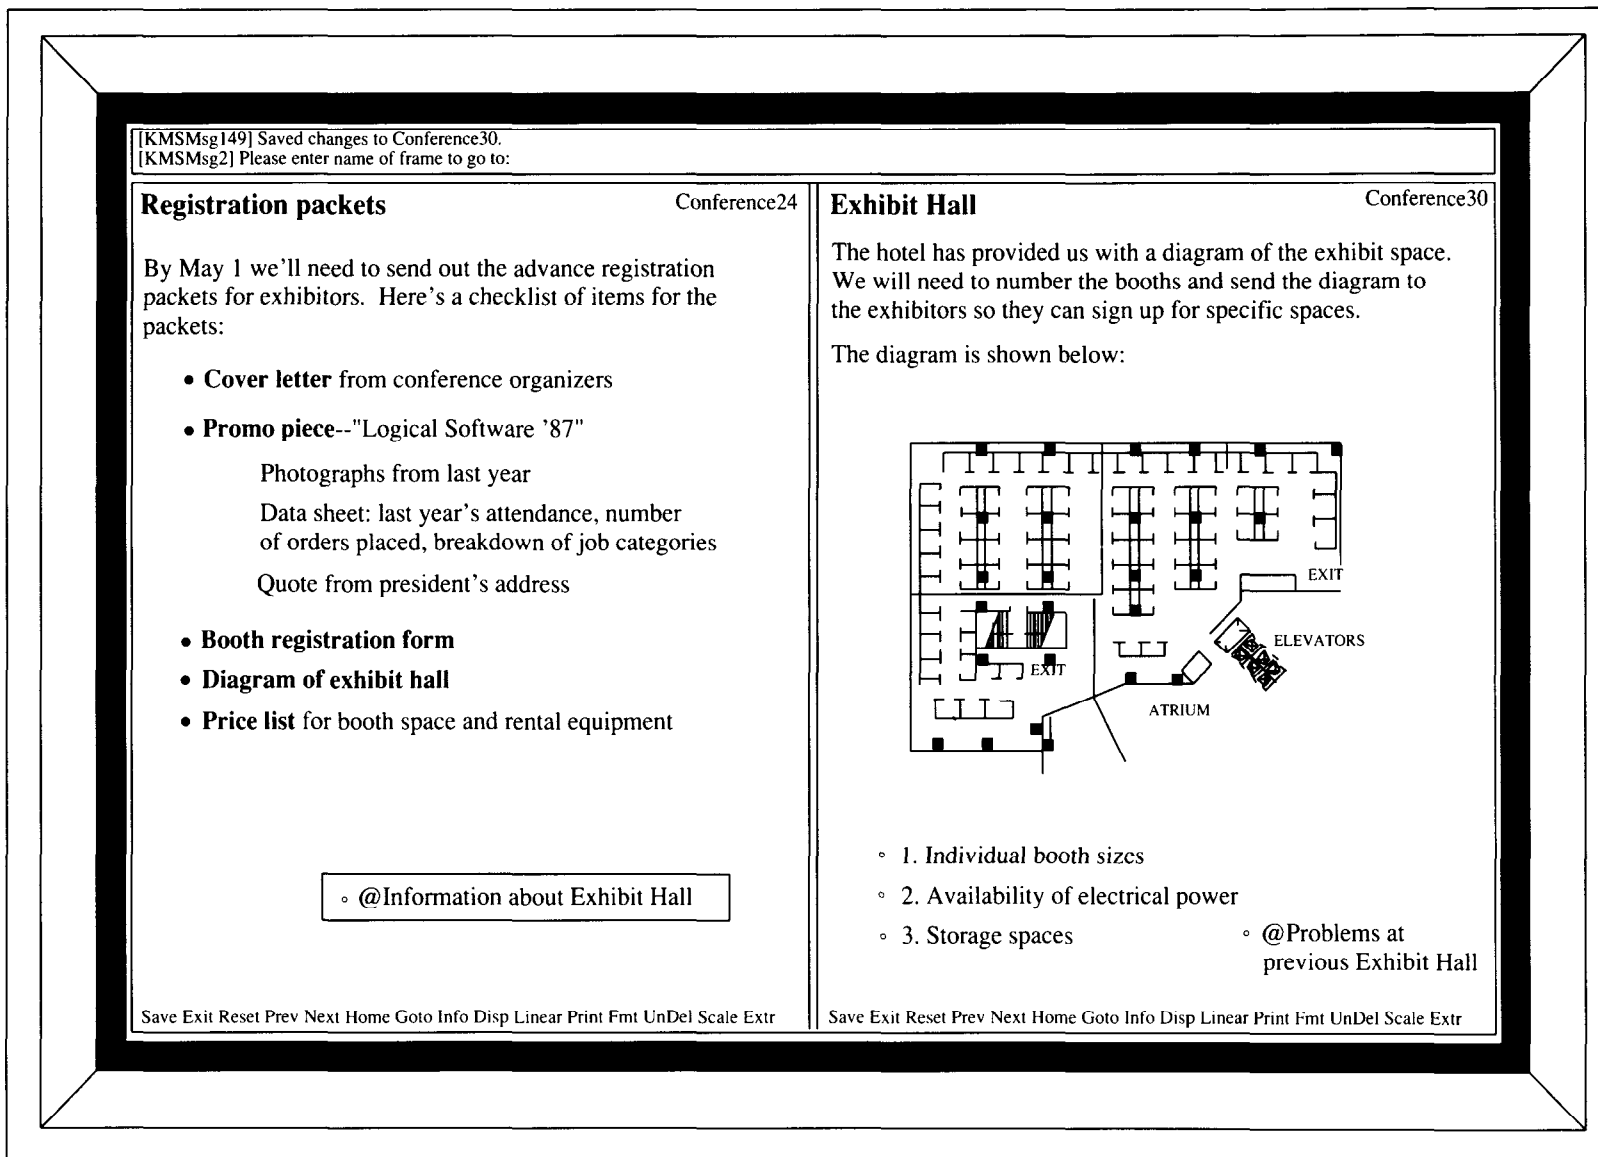 [KMSMsg149] Saved changes to Conference30.
[KMSMsg2] Please enter name of frame to go to:
Registration packets Conference24
By May 1 we'll need to send out the advance registration
packets for exhibitors. Here's a checklist of items for the
packets:
• Cover letter from conference organizers
• Promo piece--"Logical Software '87"
Photographs from last year
Data sheet: last year's attendance, number
of orders placed, breakdown of job categories
Quote from president's address
• Booth registration form
• Diagram of exhibit hall
• Price list for booth space and rental equipment
◦ @Information about Exhibit Hall
Save Exit Reset Prev Next Home Goto Info Disp Linear Print Fmt UnDel Scale Extr
Exhibit Hall Conference30
The hotel has provided us with a diagram of the exhibit space.
We will need to number the booths and send the diagram to
the exhibitors so they can sign up for specific spaces.
The diagram is shown below:
EXIT
ELEVATORS
EXIT
ATRIUM
◦ 1. Individual booth sizes
◦ 2. Availability of electrical power
◦ 3. Storage spaces
◦ @Problems at
previous Exhibit Hall
Save Exit Reset Prev Next Home Goto Info Disp Linear Print Fmt UnDel Scale Extr